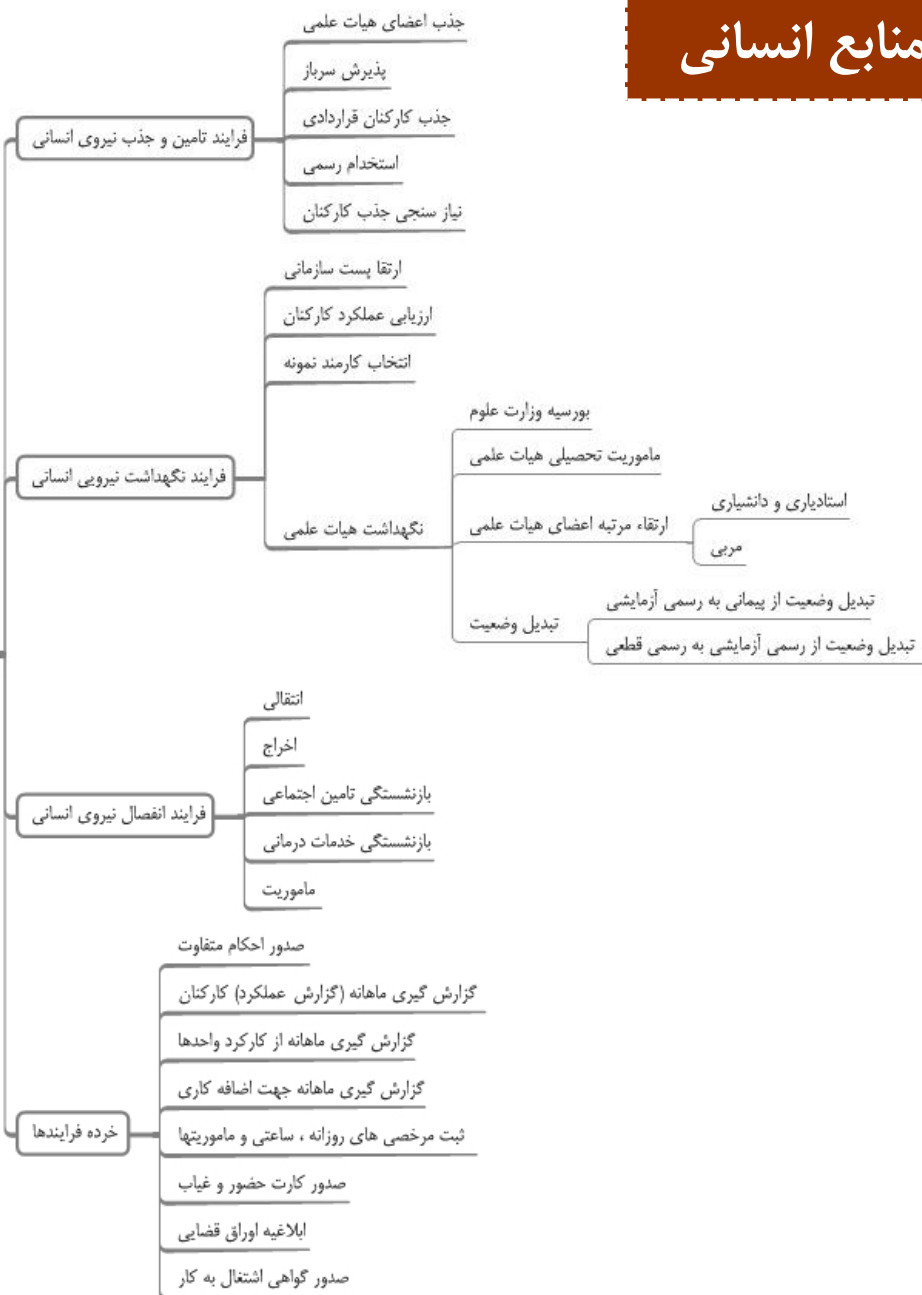 منابع انسانی
فرایند تامین و جذب نیروی انسانی
جذب اعضای هیات علمی
پذیرش سرباز
جذب کارکنان قراردادی
استخدام رسمی
نیاز سنجی جذب کارکنان
فرایند نگهداشت نیرویی انسانی
ارتقا پست سازمانی
ارزیابی عملکرد کارکنان
انتخاب کارمند نمونه
نگهداشت هیات علمی
بورسیه وزارت علوم
ماموریت تحصیلی هیات علمی
ارتقاء مرتبه اعضای هیات علمی
استادیاری و دانشیاری
مربی
تبدیل وضعیت
تبدیل وضعیت از پیمانی به رسمی آزمایشی
تبدیل وضعیت از رسمی آزمایشی به رسمی قطعی
فرایند انفصال نیروی انسانی
انتقالی
اخراج
بازنشستگی تامین اجتماعی
بازنشستگی خدمات درمانی
ماموریت
خرده فرایندها
صدور احکام متفاوت
گزارش گیری ماهانه (گزارش عملکرد) کارکنان
گزارش گیری ماهانه از کارکرد واحدها
گزارش گیری ماهانه جهت اضافه کاری
ثبت مرخصی های روزانه ، ساعتی و ماموریتها
صدور کارت حضور و غیاب
ابلاغیه اوراق قضایی
صدور گواهی اشتغال به کار